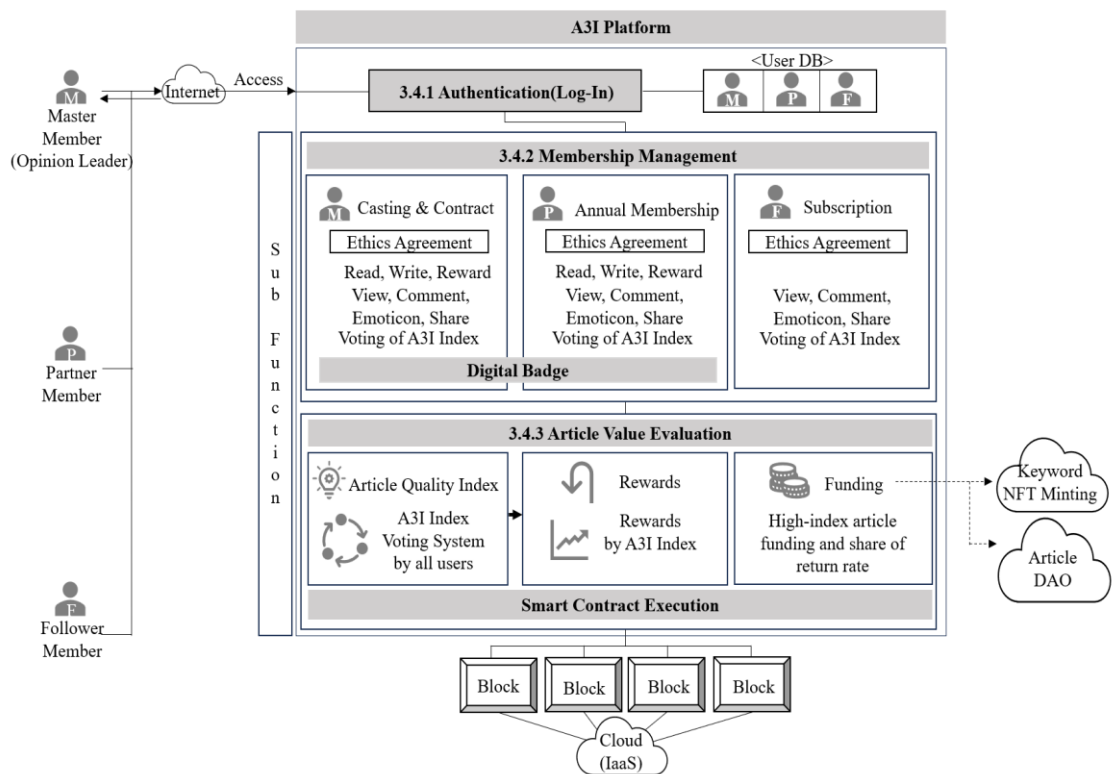 A3I Platform
<User DB>
M
P
F
3.4.1 Authentication(Log-In)
Access
Internet
M
Master
Member
(Opinion Leader)
P
Partner
Member
F
Follower
Member
Sub Function
3.4.2 Membership Management
M
Casting & Contract
Ethics Agreement
Read, Write, Reward
View, Comment,
Emoticon, Share
Voting of A3I Index
P
Annual Membership
Ethics Agreement
Read, Write, Reward
View, Comment,
Emoticon, Share
Voting of A3I Index
F
Subscription
Ethics Agreement
View, Comment,
Emoticon, Share
Voting of A3I Index
Digital Badge
3.4.3 Article Value Evaluation
Article Quality Index
A3I Index
Voting System
by all users
Rewards
Rewards
by A3I Index
Funding
High-index article
funding and share of
return rate
Smart Contract Execution
Keyword
NFT Minting
Article
DAO
Block
Block
Block
Block
Cloud
(IaaS)